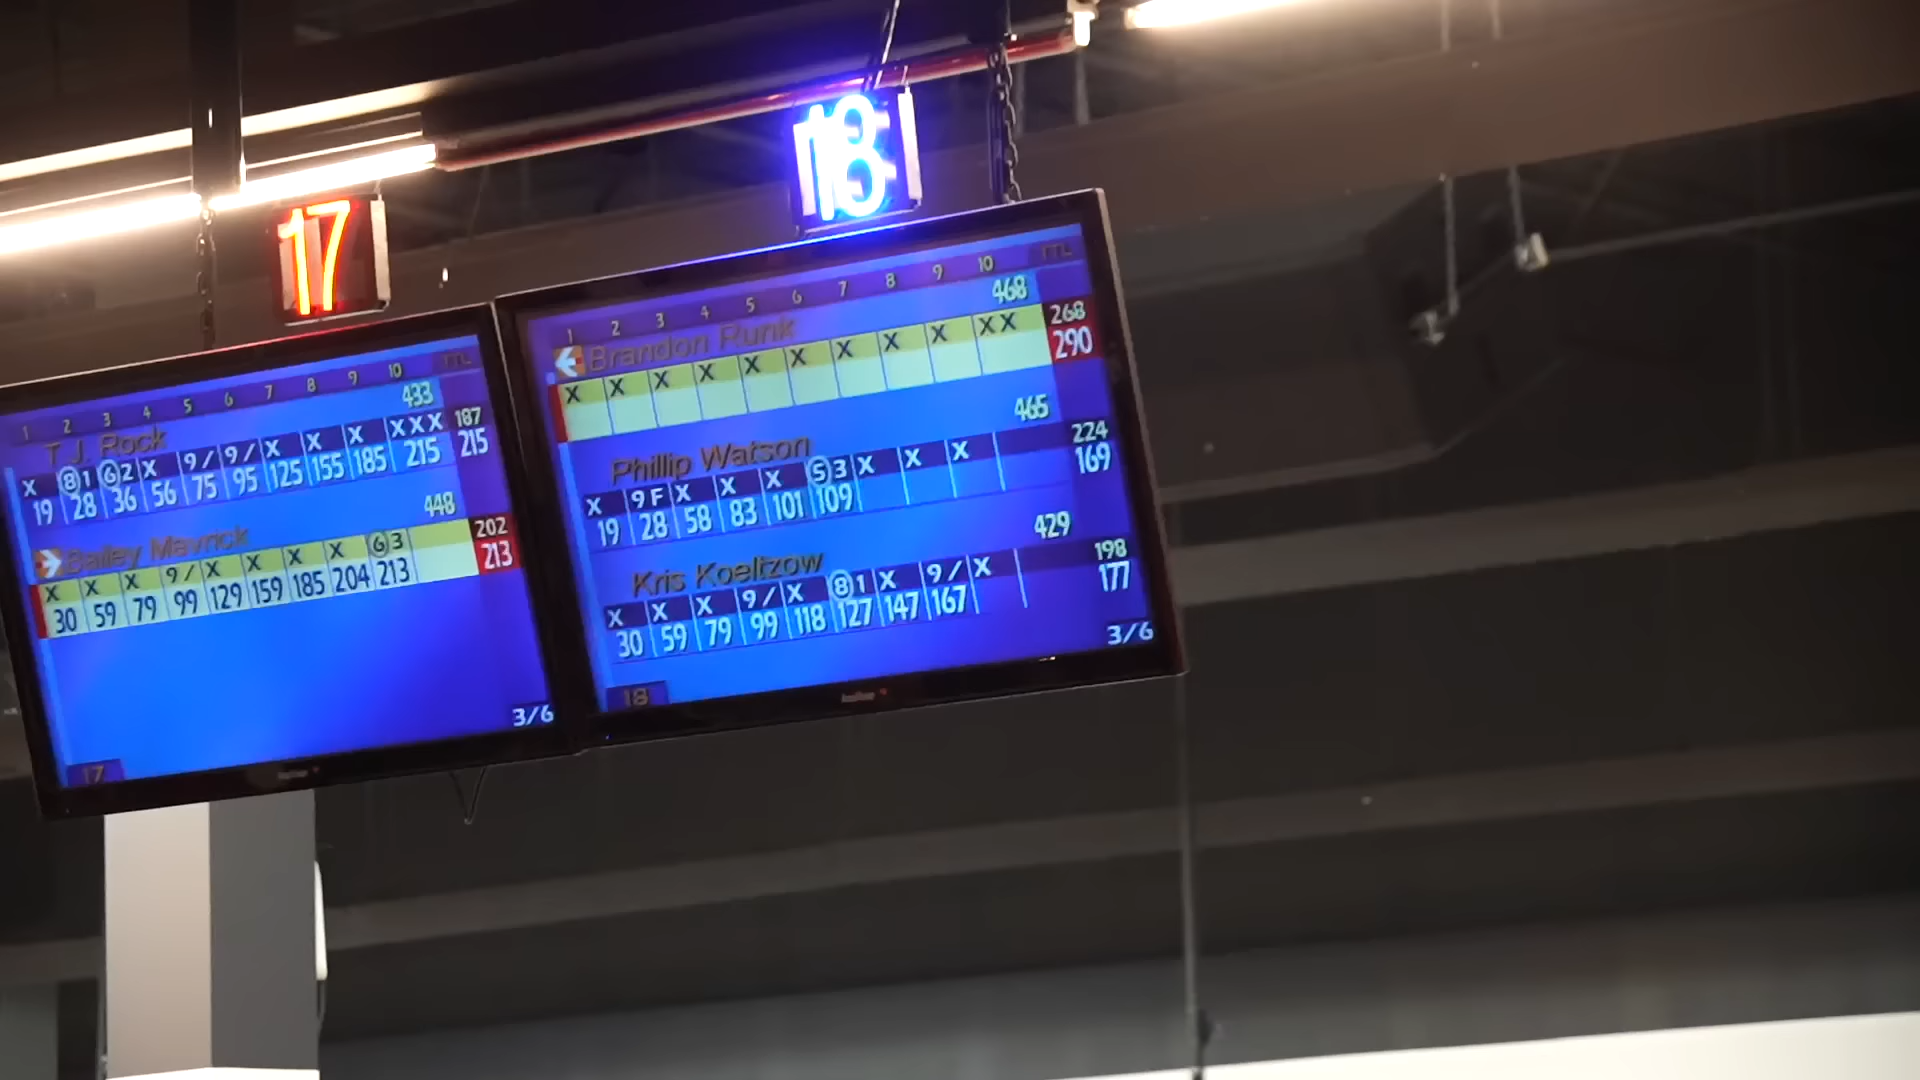 17
18
1 2 3 4 5 6 7 8 9 10 TTL
433
T.J. Rock
X 8 1 6 2 X 9 / 9 / X X X X X X 187
19 28 36 56 75 95 125 155 185 215 215
448
Bailey Mavrick
X X X 9 / X X X X 6 3 202
30 59 79 99 129 159 185 204 213 213
3/6
17
1 2 3 4 5 6 7 8 9 10 TTL
468
Brandon Runk
X X X X X X X X X X X 268
290
465
Phillip Watson
X 9 F X X X 5 3 X X X 224
19 28 58 83 101 109 169
429
Kris Koeltzow
X X X 9 / X 8 1 X 9 / X 198
30 59 79 99 118 127 147 167 177
3/6
18